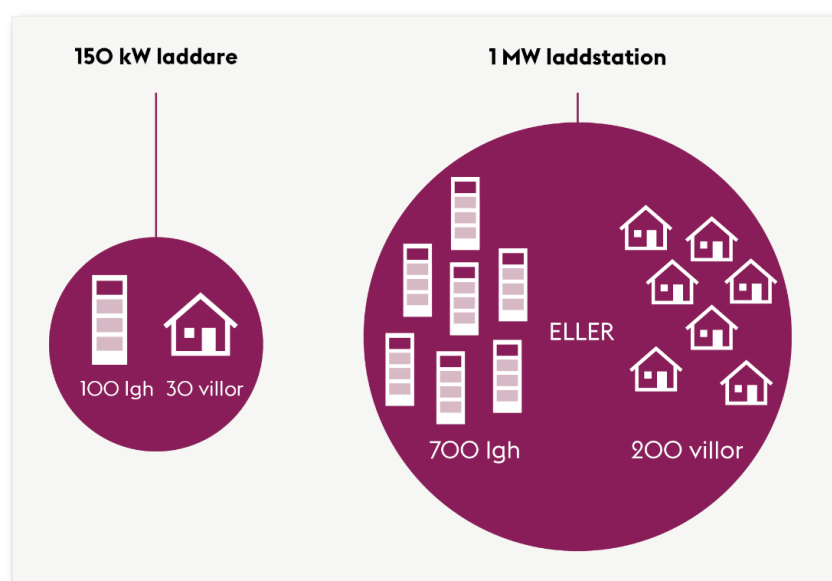 150 kW laddare
100 lgh 30 villor
1 MW laddstation
ELLER
700 lgh
200 villor